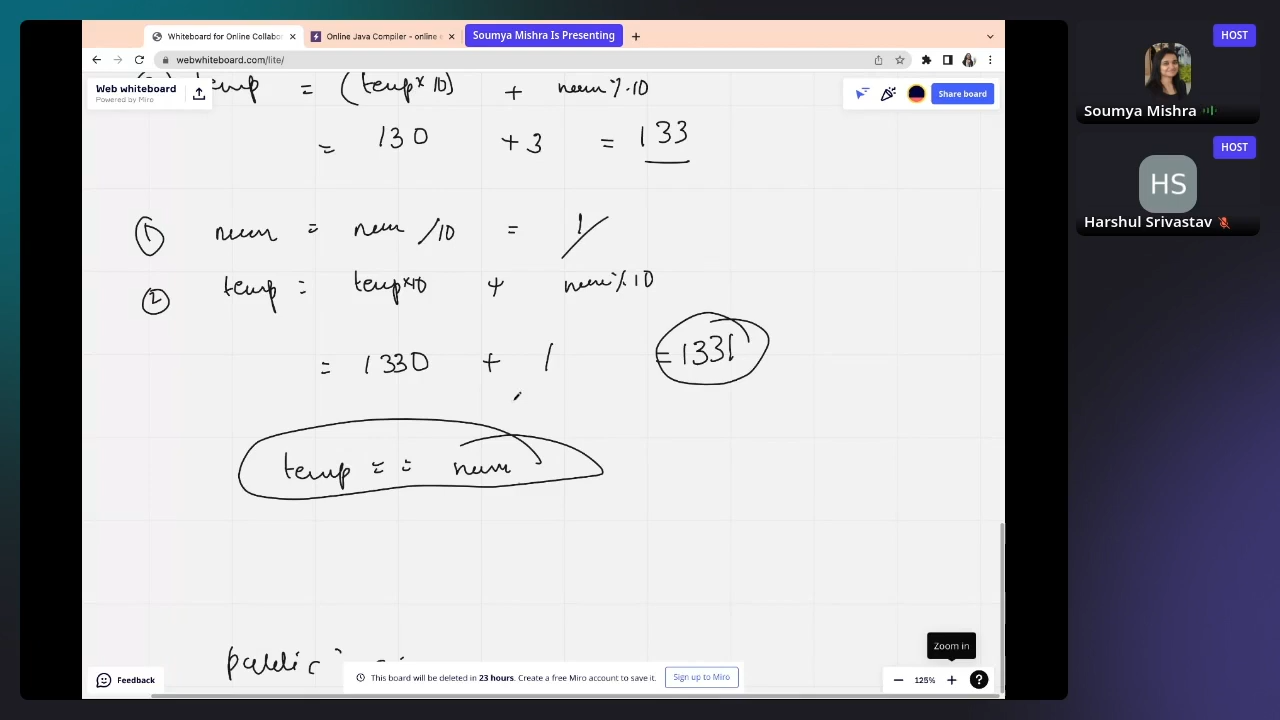 Whiteboard for Online Collabo
Online Java Compiler - online
Soumya Mishra Is Presenting
webwhiteboard.com/lite/
HOST
Soumya Mishra
HOST
HS
Harshul Srivastav
Web whiteboard
Powered by Miro
Share board
temp = (temp×10) + num%10
= 130 + 3 = 133
① num = num/10 = 1
② temp = temp×10 + num%10
= 1330 + 1 = 1331
temp == num
public
Zoom in
Feedback
This board will be deleted in 23 hours. Create a free Miro account to save it.
Sign up to Miro
125%